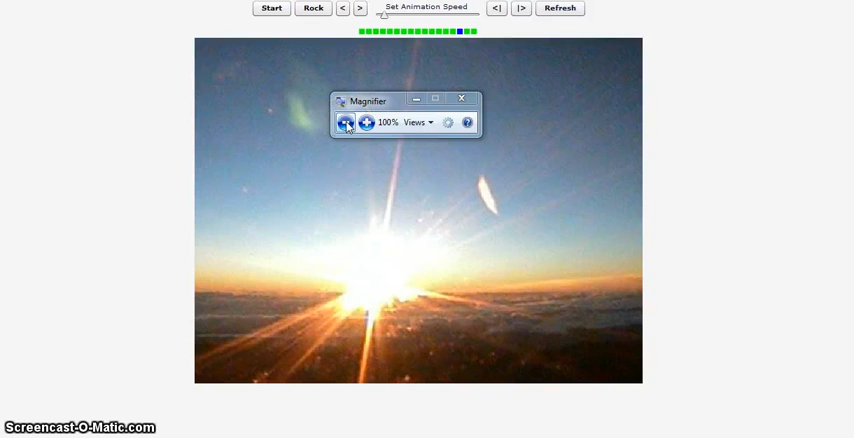 Start Rock < > Set Animation Speed <| |> Refresh
Magnifier
100% Views
Screencast-O-Matic.com